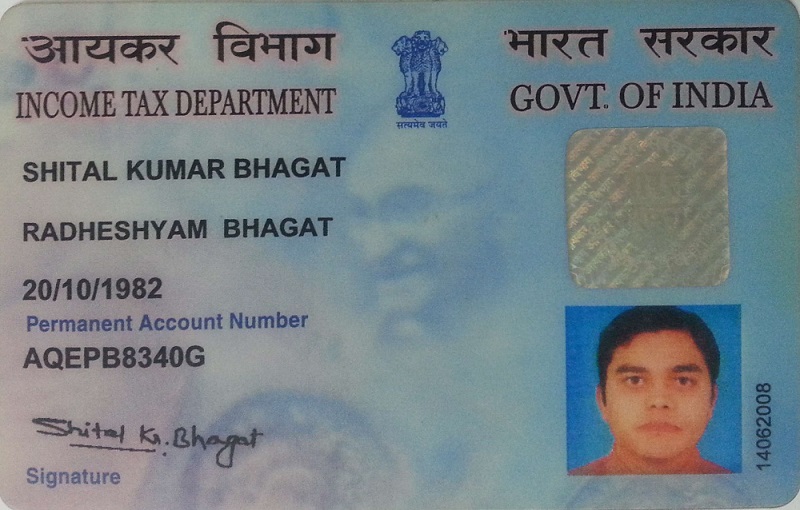 आयकर विभाग
भारत सरकार
INCOME TAX DEPARTMENT
GOVT. OF INDIA
सत्यमेव जयते
SHITAL KUMAR BHAGAT
RADHESHYAM BHAGAT
20/10/1982
Permanent Account Number
AQEPB8340G
Shital Kr. Bhagat
Signature
14062008